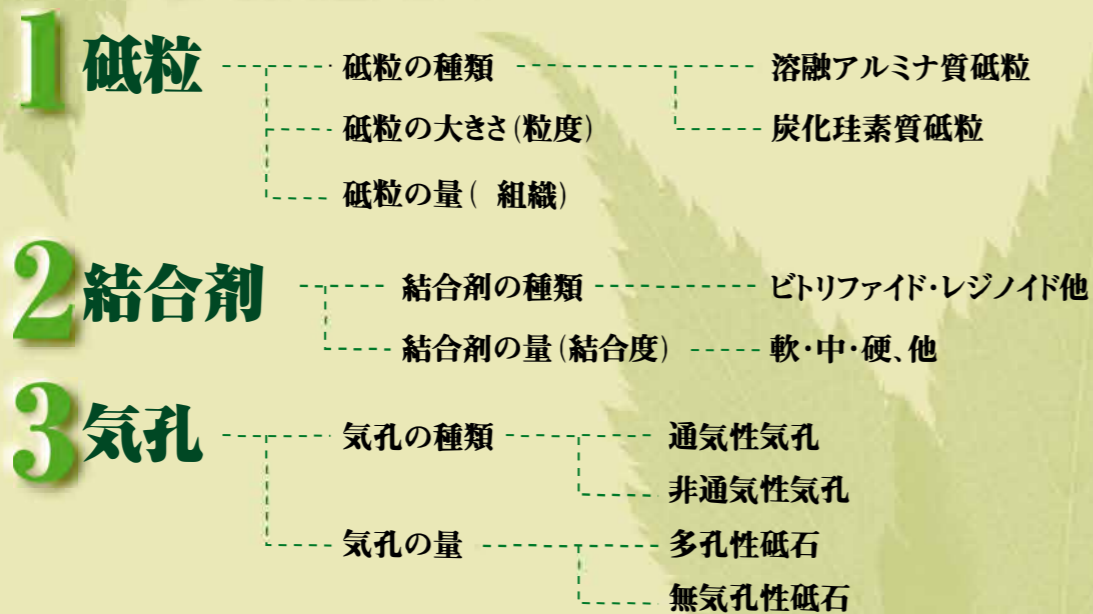 1 砥粒 砥粒の種類 溶融アルミナ質砥粒
砥粒の大きさ(粒度) 炭化珪素質砥粒
砥粒の量( 組織)
2 結合剤 結合剤の種類 ビトリファイド・レジノイド他
結合剤の量(結合度) 軟・中・硬、他
3 気孔 気孔の種類 通気性気孔
非通気性気孔
気孔の量 多孔性砥石
無気孔性砥石